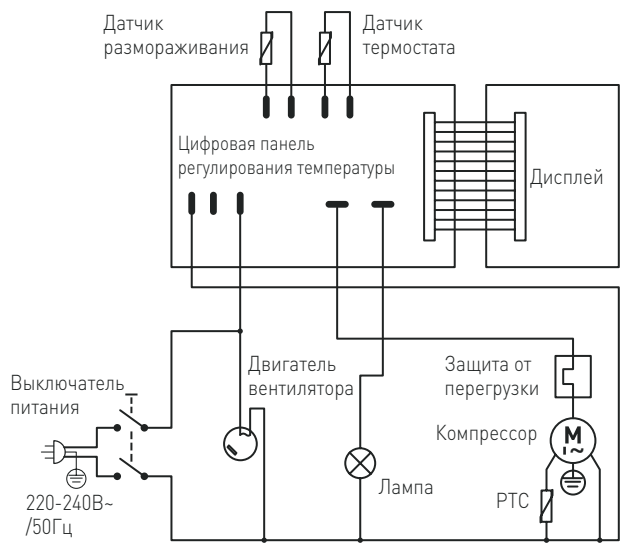 Датчик
размораживания
Датчик
термостата
Цифровая панель
регулирования температуры
Дисплей
Двигатель
вентилятора
Защита от
перегрузки
Выключатель
питания
Компрессор
M
1~
Лампа
PTC
220-240В~
/50Гц